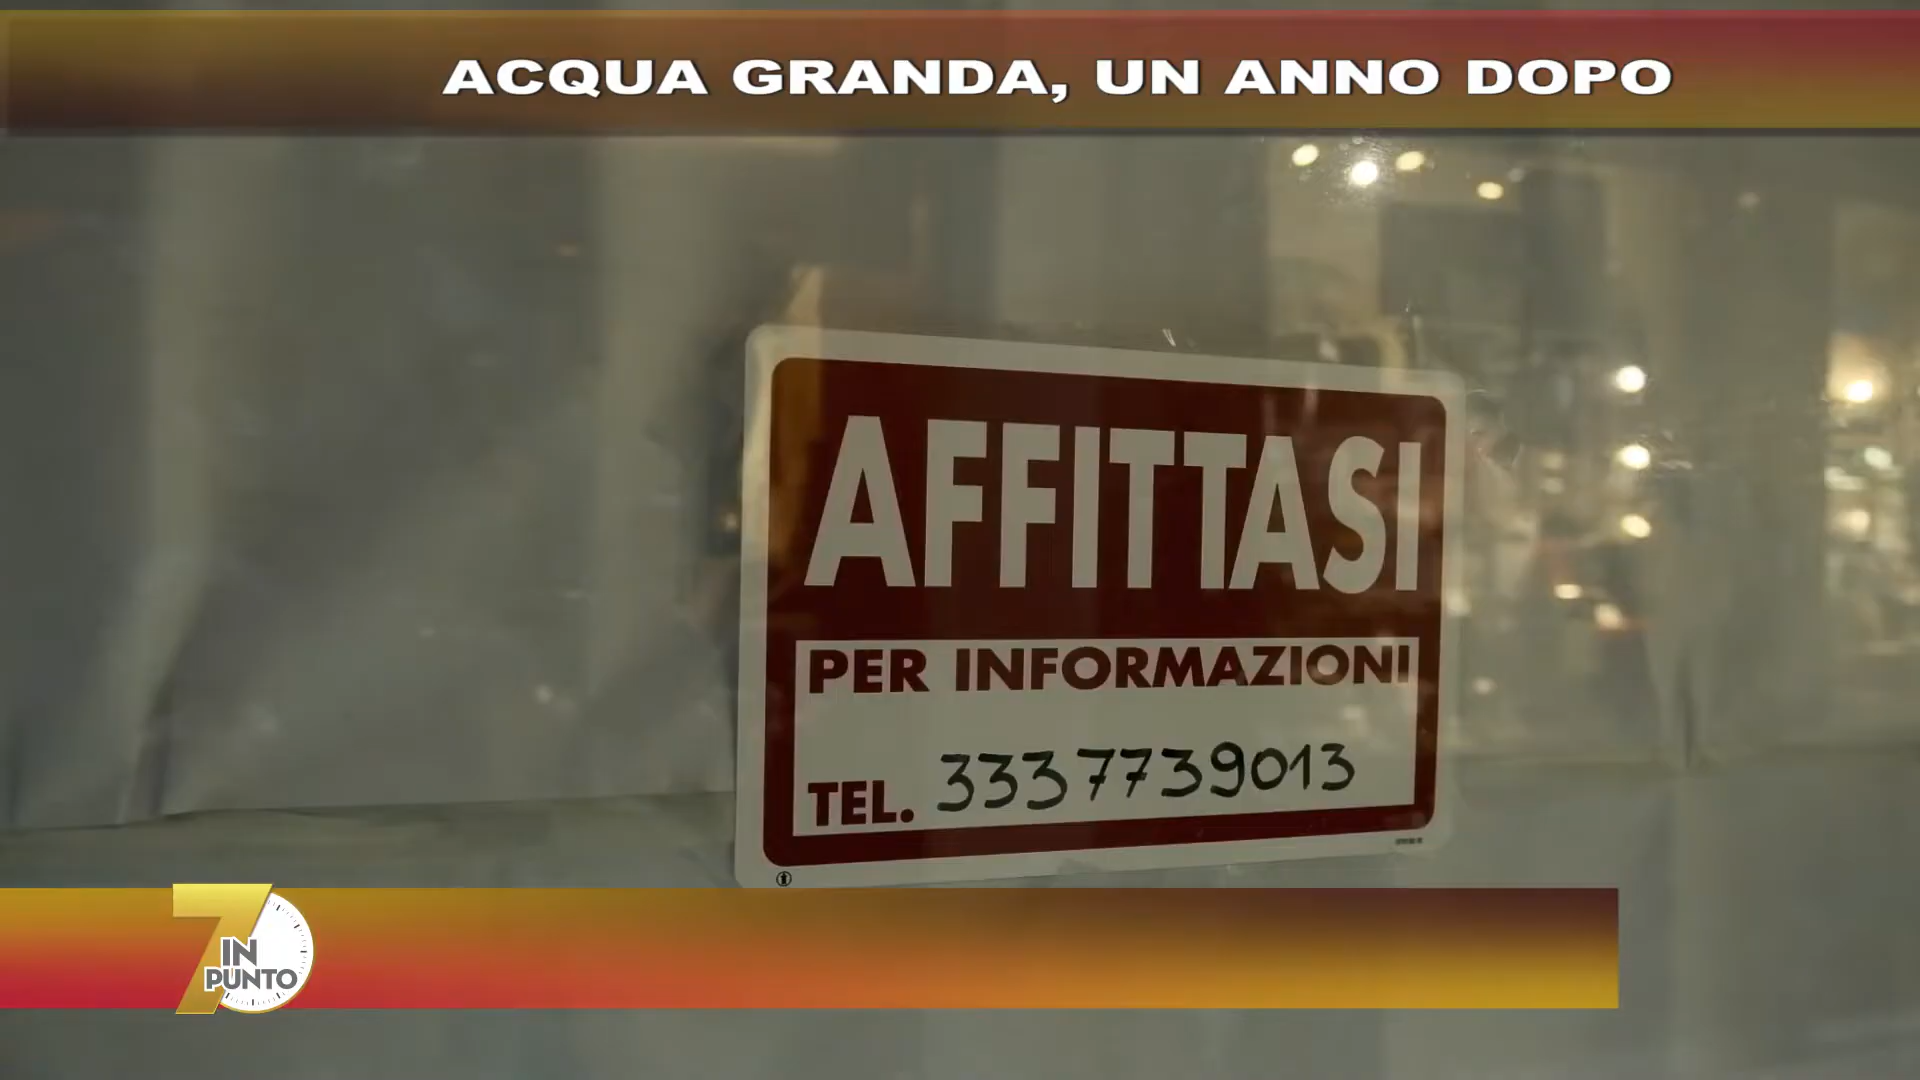 ACQUA GRANDA, UN ANNO DOPO
AFFITTASI
PER INFORMAZIONI
TEL. 3337739013
7 IN
PUNTO